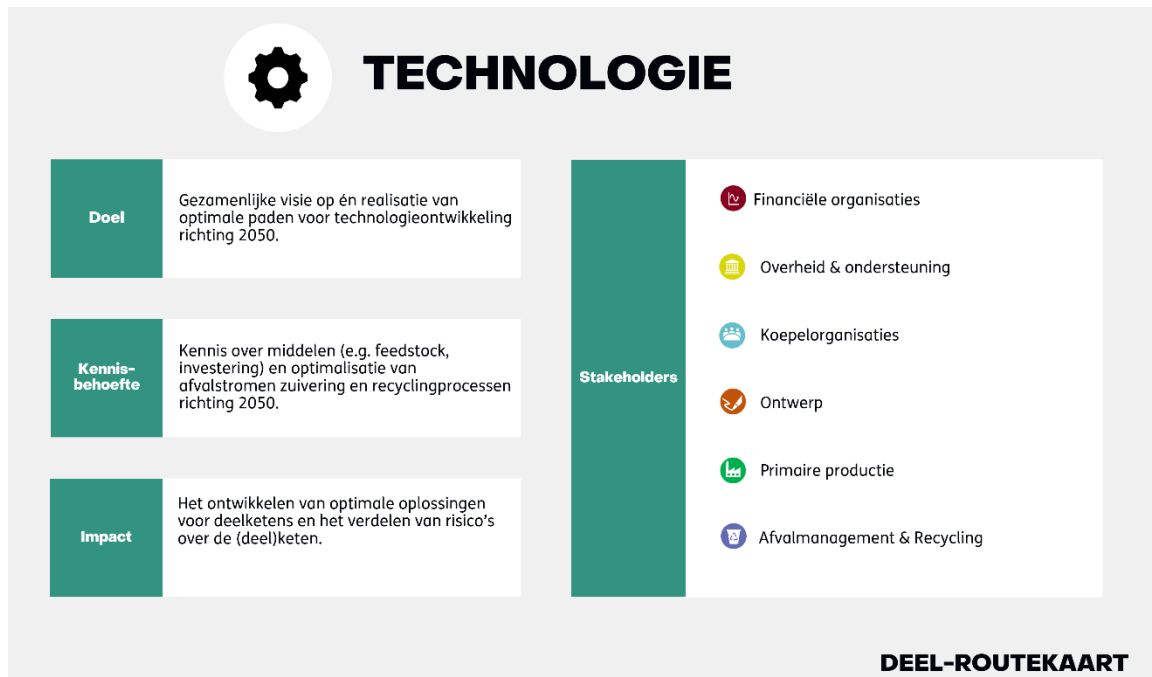 TECHNOLOGIE
Doel
Gezamenlijke visie op én realisatie van
optimale paden voor technologieontwikkeling
richting 2050.
Kennis-
behoefte
Kennis over middelen (e.g. feedstock,
investering) en optimalisatie van
afvalstromen zuivering en recyclingprocessen
richting 2050.
Impact
Het ontwikkelen van optimale oplossingen
voor deelketens en het verdelen van risico's
over de (deel)keten.
Stakeholders
Financiële organisaties
Overheid & ondersteuning
Koepelorganisaties
Ontwerp
Primaire productie
Afvalmanagement & Recycling
DEEL-ROUTEKAART